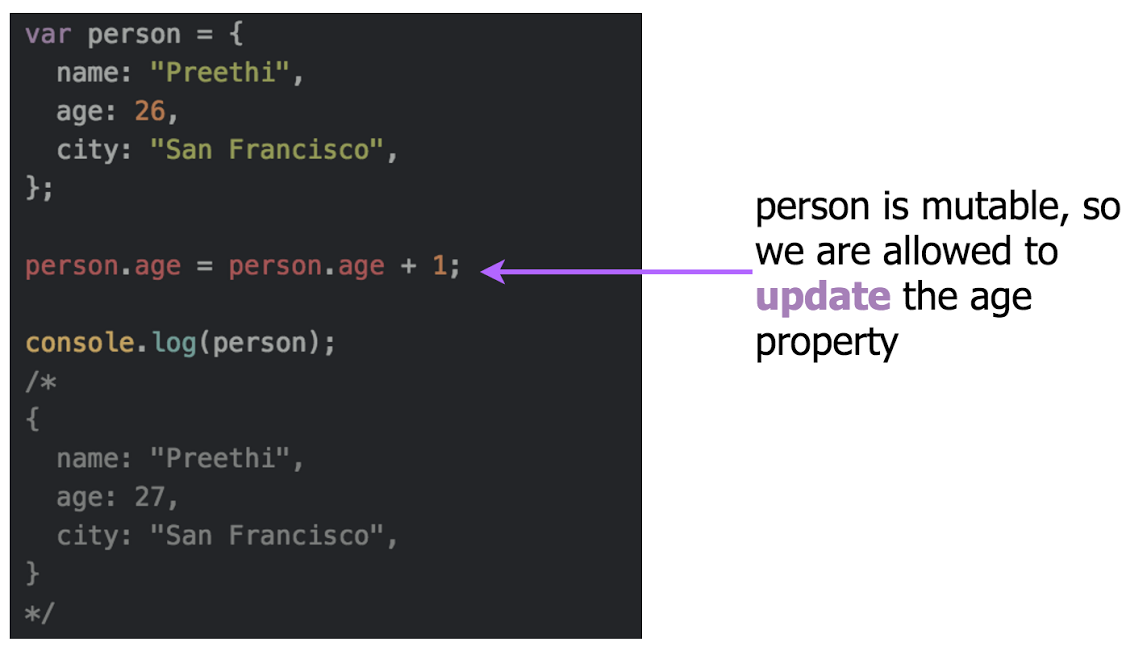 var person = {
  name: "Preethi",
  age: 26,
  city: "San Francisco",
};
person.age = person.age + 1;
console.log(person);
/*
{
  name: "Preethi",
  age: 27,
  city: "San Francisco",
}
*/
person is mutable, so
we are allowed to
update the age
property